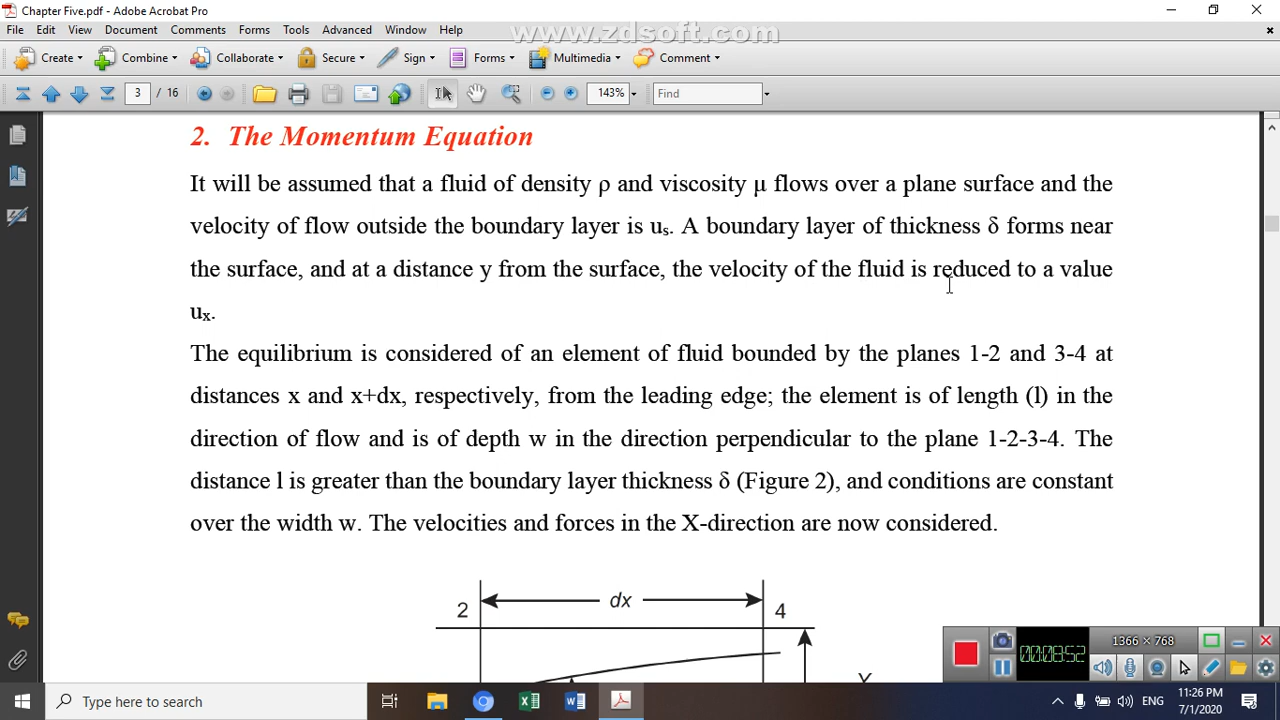 Chapter Five.pdf - Adobe Acrobat Pro
File Edit View Document Comments Forms Tools Advanced Window Help
www.zdsoft.com
Create Combine Collaborate Secure Sign Forms Multimedia Comment
3 / 16 143% Find
2. The Momentum Equation
It will be assumed that a fluid of density ρ and viscosity μ flows over a plane surface and the
velocity of flow outside the boundary layer is us. A boundary layer of thickness δ forms near
the surface, and at a distance y from the surface, the velocity of the fluid is reduced to a value
ux.
The equilibrium is considered of an element of fluid bounded by the planes 1-2 and 3-4 at
distances x and x+dx, respectively, from the leading edge; the element is of length (l) in the
direction of flow and is of depth w in the direction perpendicular to the plane 1-2-3-4. The
distance l is greater than the boundary layer thickness δ (Figure 2), and conditions are constant
over the width w. The velocities and forces in the X-direction are now considered.
2 dx 4
00:08:52 1366 × 768
Type here to search
ENG 11:26 PM
7/1/2020